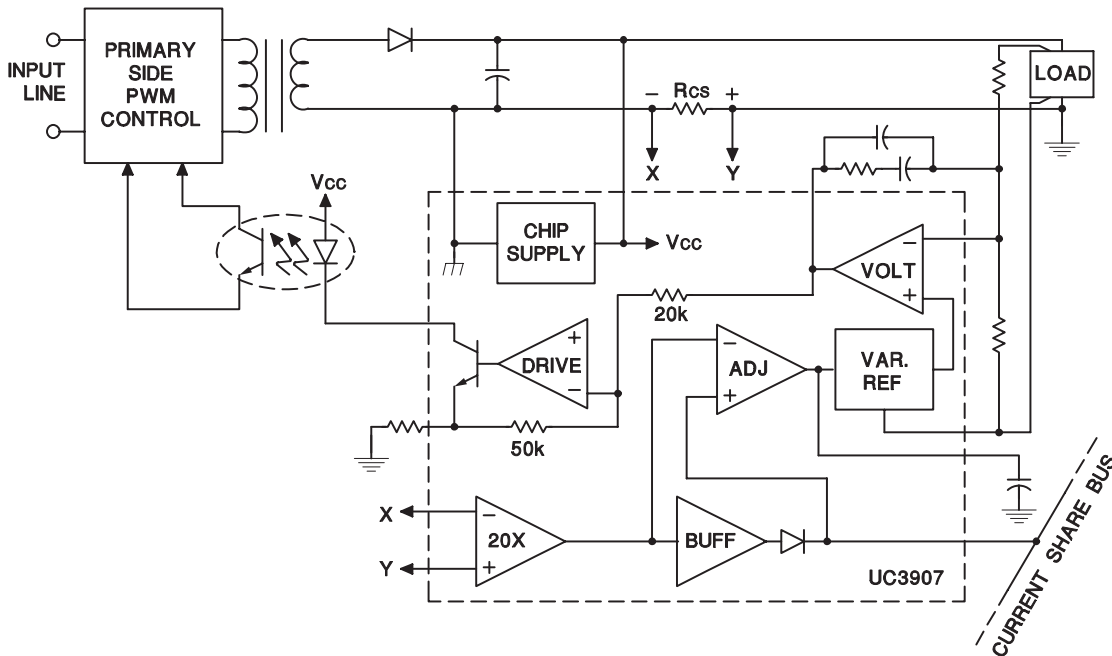 INPUT
LINE
PRIMARY
SIDE
PWM
CONTROL
− RCS +
X
Y
LOAD
VCC
CHIP
SUPPLY
VCC
−
VOLT
+
20k
+
DRIVE
−
−
ADJ
+
VAR.
REF
50k
X
Y
−
20X
+
BUFF
UC3907
CURRENT SHARE BUS